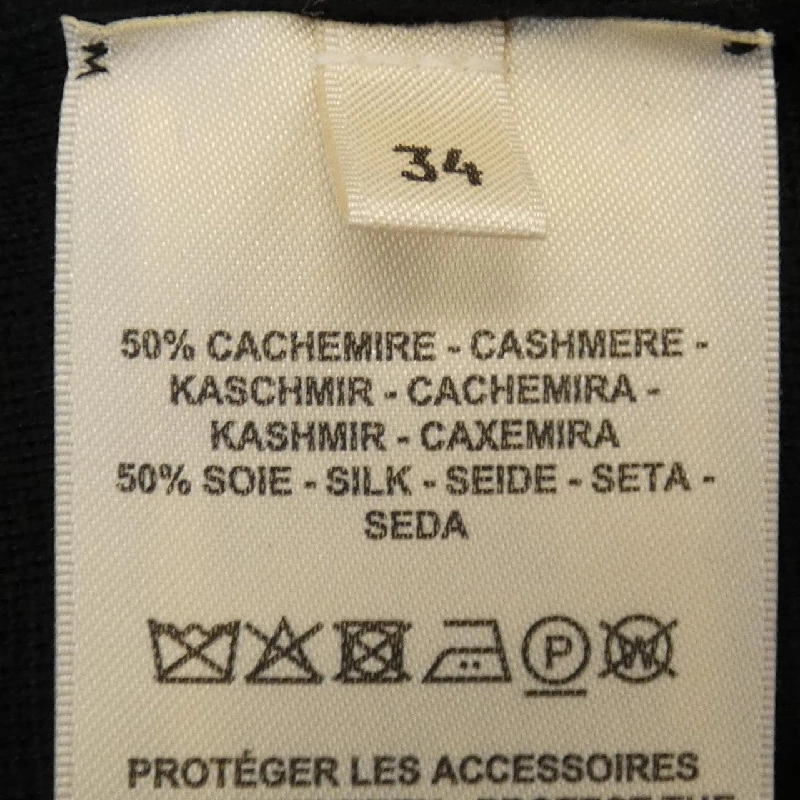 M
34
50% CACHEMIRE - CASHMERE -
KASCHMIR - CACHEMIRA -
KASHMIR - CAXEMIRA
50% SOIE - SILK - SEIDE - SETA -
SEDA
P
W
PROTÉGER LES ACCESSOIRES